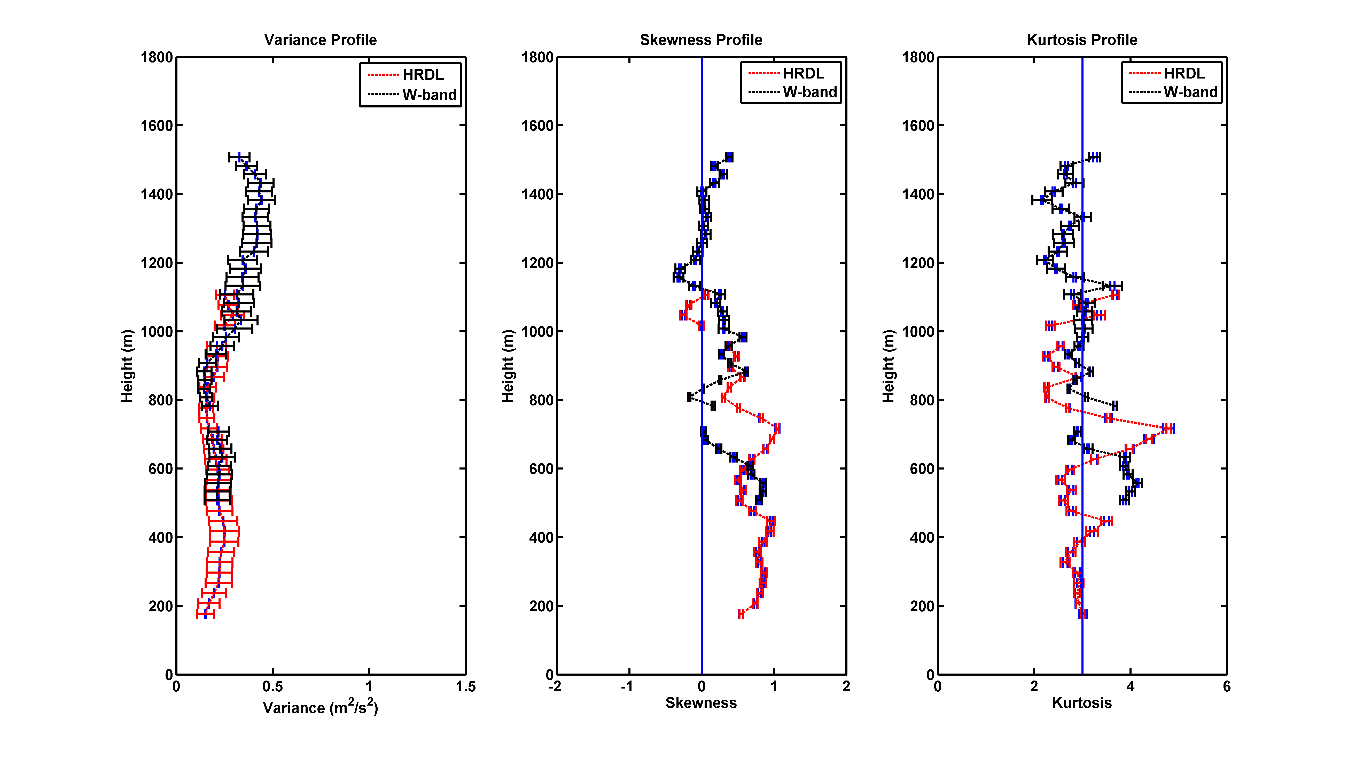 Variance Profile
1800
1600
1400
1200
1000
800
600
400
200
0
Height (m)
HRDL
W-band
0
0.5
1
1.5
Variance (m²/s²)
Skewness Profile
1800
1600
1400
1200
1000
800
600
400
200
0
Height (m)
HRDL
W-band
-2
-1
0
1
2
Skewness
Kurtosis Profile
1800
1600
1400
1200
1000
800
600
400
200
0
Height (m)
HRDL
W-band
0
2
4
6
Kurtosis